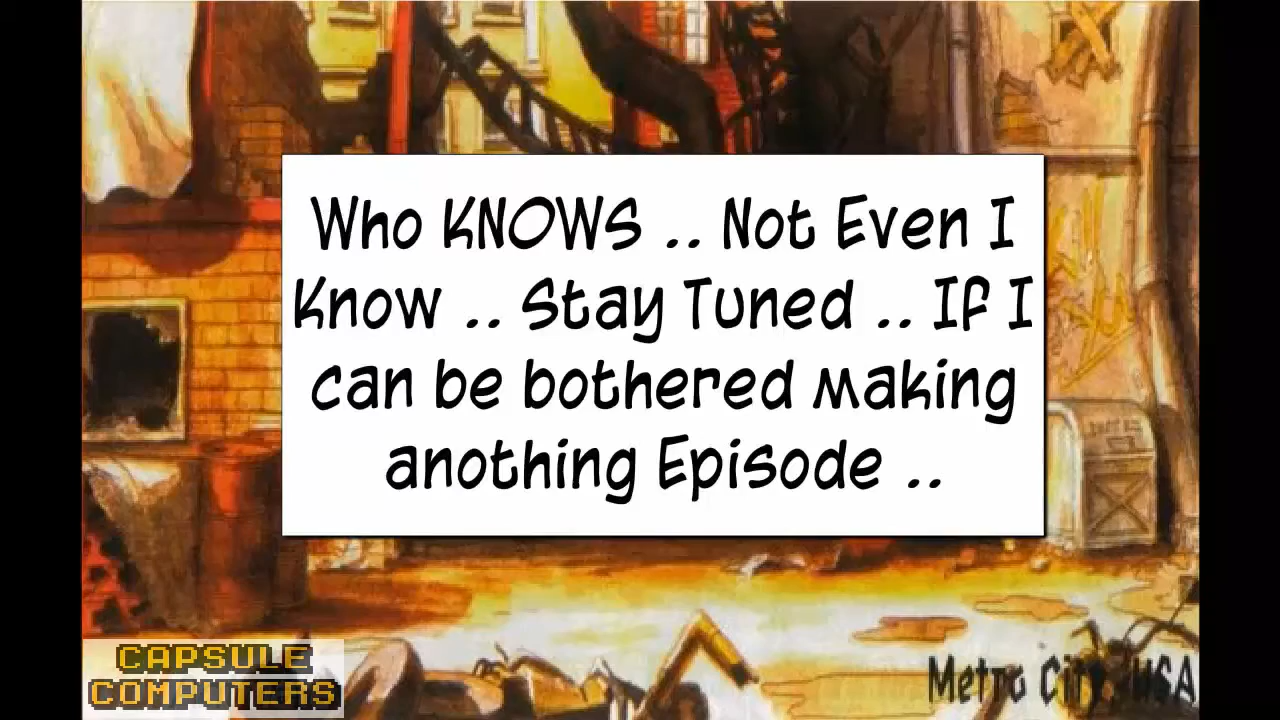 Who KNOWS .. Not Even I
Know .. Stay Tuned .. If I
can be bothered making
anothing Episode ..
CAPSULE
COMPUTERS
Metro City, USA